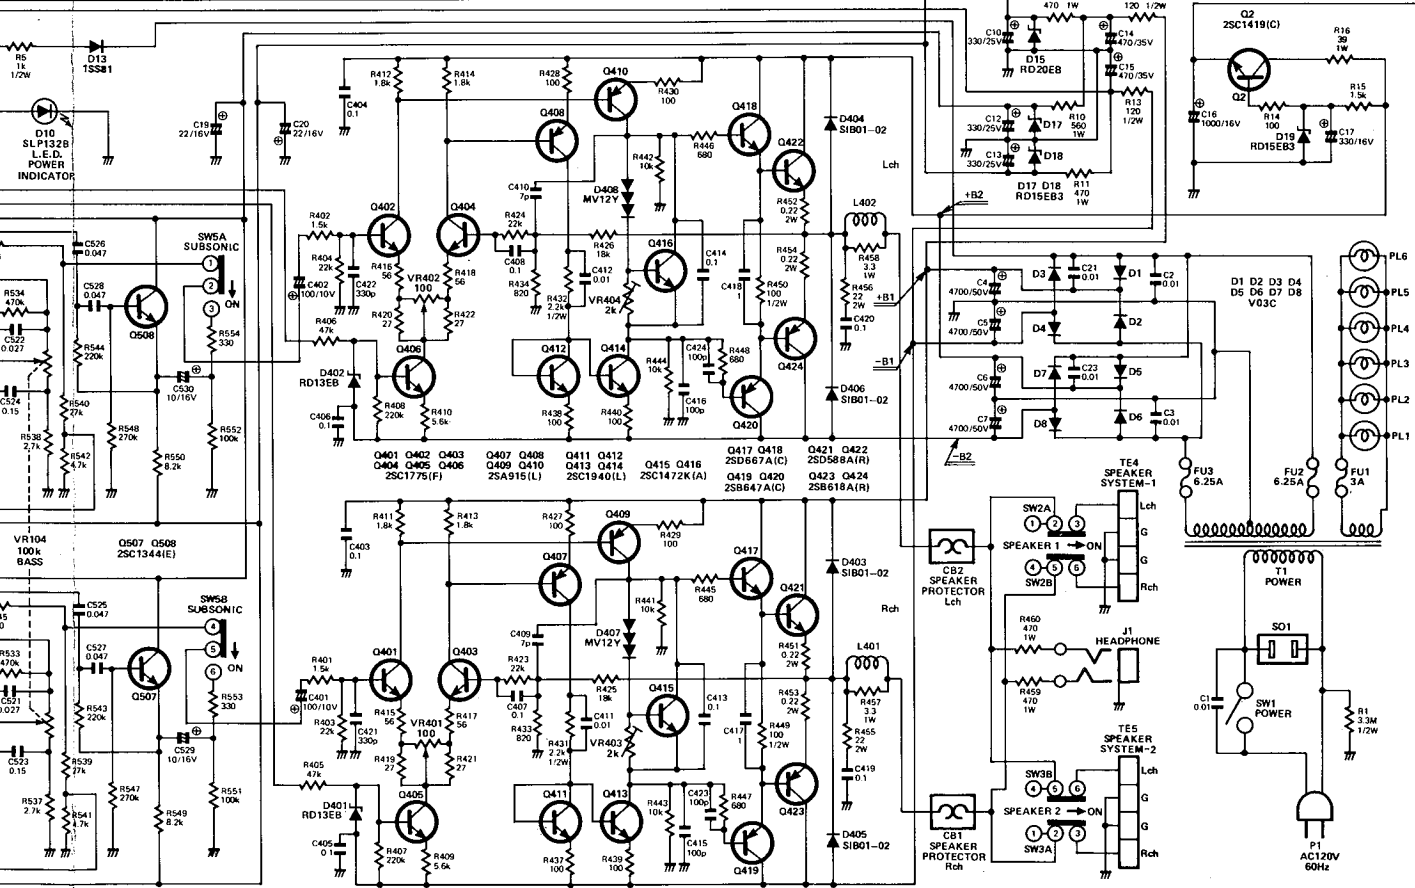 R5
1k
1/2W
D13
1SS81
D10
SLP132B
L.E.D.
POWER
INDICATOR
C19
22/16V
C20
22/16V
C404
0.1
R412
1.8k
R414
1.8k
R428
100
Q410
R430
100
Q408
Q418
D404
SIB01-02
C10
330/25V
470 1W
120 1/2W
C14
470/35V
D15
RD20EB
C15
470/35V
R13
120
1/2W
C12
330/25V
D17
R10
560
1W
C13
330/25V
D18
D17 D18
RD15EB3
R11
470
1W
Q2
2SC1419(C)
Q2
R16
39
1W
R15
1.5k
R14
100
C16
1000/16V
D19
RD15EB3
C17
330/16V
R446
680
Q422
Lch
R442
10k
C410
7p
D408
MV12Y
R452
0.22
2W
L402
+B2
Q402
Q404
R402
1.5k
R424
22k
R426
18k
R404
22k
C402
100/10V
C422
330p
R416
56
VR402
100
R418
56
C408
0.1
R434
820
R432
2.2k
1/2W
C412
0.01
Q416
VR404
2k
C414
0.1
C418
1
R450
100
1/2W
R454
0.22
2W
R458
3.3
1W
R456
22
2W
C420
0.1
+B1
-B1
R420
27
R422
27
R406
47k
Q406
D402
RD13EB
C406
0.1
R408
220k
R410
5.6k
Q412
Q414
R438
100
R440
100
R444
10k
C424
100p
R448
680
C416
100p
Q424
Q420
D406
SIB01-02
-B2
C4
4700/50V
D3
C21
0.01
D1
C2
0.01
C5
4700/50V
D4
D2
C6
4700/50V
D7
C23
0.01
D5
C7
4700/50V
D8
D6
C3
0.01
D1 D2 D3 D4
D5 D6 D7 D8
V03C
PL6
PL5
PL4
PL3
PL2
PL1
FU3
6.25A
FU2
6.25A
FU1
3A
C526
0.047
SW5A
SUBSONIC
1
2
3
ON
R534
470k
C528
0.047
Q508
R554
330
C522
0.027
R544
220k
C530
10/16V
C524
0.15
R540
27k
R538
2.7k
R542
4.7k
R548
270k
R550
8.2k
R552
100k
Q401 Q402 Q403
Q404 Q405 Q406
2SC1775(F)
Q407 Q408
Q409 Q410
2SA915(L)
Q411 Q412
Q413 Q414
2SC1940(L)
Q415 Q416
2SC1472K(A)
Q417 Q418
2SD667A(C)
Q419 Q420
2SB647A(C)
Q421 Q422
2SD588A(R)
Q423 Q424
2SB618A(R)
VR104
100k
BASS
Q507 Q508
2SC1344(E)
C403
0.1
R411
1.8k
R413
1.8k
R427
100
Q409
R429
100
Q407
Q417
D403
SIB01-02
CB2
SPEAKER
PROTECTOR
Lch
SW2A
1 2 3
SPEAKER 1 → ON
4 5 6
SW2B
TE4
SPEAKER
SYSTEM-1
Lch
G
G
Rch
T1
POWER
C525
0.047
SW5B
SUBSONIC
4
5
6
ON
R533
470k
C527
0.047
Q507
R553
330
C521
0.027
R543
220k
C529
10/16V
C523
0.15
R539
27k
R537
2.7k
R541
4.7k
R547
270k
R549
8.2k
R551
100k
R445
680
Q421
Rch
R441
10k
C409
7p
D407
MV12Y
R451
0.22
2W
L401
Q401
Q403
R401
1.5k
R423
22k
R425
18k
C401
100/10V
R403
22k
C421
330p
R415
56
VR401
100
R417
56
C407
0.1
R433
820
R431
2.2k
1/2W
C411
0.01
Q415
VR403
2k
C413
0.1
C417
1
R449
100
1/2W
R453
0.22
2W
R457
3.3
1W
R455
22
2W
C419
0.1
R419
27
R421
27
R405
47k
Q405
D401
RD13EB
C405
0.1
R407
220k
R409
5.6k
Q411
Q413
R437
100
R439
100
R443
10k
C423
100p
R447
680
C415
100p
Q423
Q419
D405
SIB01-02
R460
470
1W
R459
470
1W
J1
HEADPHONE
SO1
C1
0.01
SW1
POWER
R1
3.3M
1/2W
CB1
SPEAKER
PROTECTOR
Rch
SW3B
4 5 6
SPEAKER 2 → ON
1 2 3
SW3A
TE5
SPEAKER
SYSTEM-2
Lch
G
G
Rch
P1
AC120V
60Hz